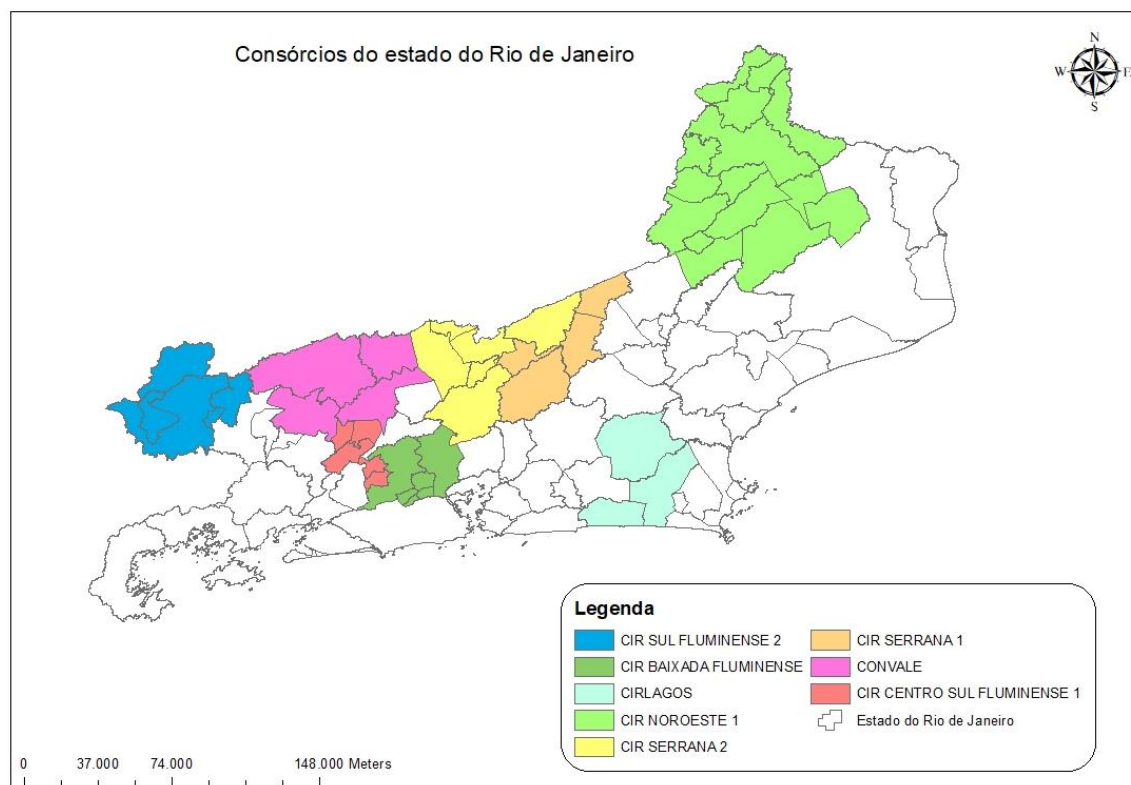 Consórcios do estado do Rio de Janeiro
N
W E
S
Legenda
CIR SUL FLUMINENSE 2
CIR BAIXADA FLUMINENSE
CIRLAGOS
CIR NOROESTE 1
CIR SERRANA 2
CIR SERRANA 1
CONVALE
CIR CENTRO SUL FLUMINENSE 1
Estado do Rio de Janeiro
0 37.000 74.000 148.000 Meters